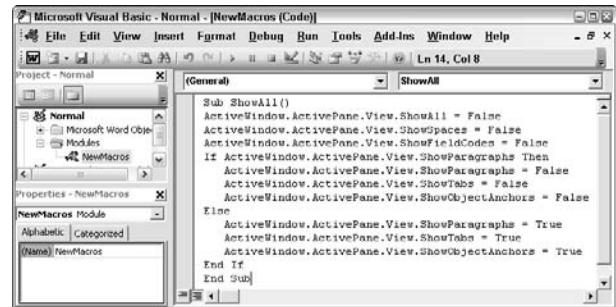 Microsoft Visual Basic - Normal - [NewMacros (Code)]
File Edit View Insert Format Debug Run Tools Add-Ins Window
Ln 14, Col 8
Project - Normal
Normal
Microsoft Word Obje
Modules
NewMacros
Properties - NewMacros
NewMacros Module
Alphabetic Categorized
(Name) NewMacros
(General) ShowAll
Sub ShowAll()
ActiveWindow.ActivePane.View.ShowAll = False
ActiveWindow.ActivePane.View.ShowSpaces = False
ActiveWindow.ActivePane.View.ShowFieldCodes = False
If ActiveWindow.ActivePane.View.ShowParagraphs Then
ActiveWindow.ActivePane.View.ShowParagraphs = False
ActiveWindow.ActivePane.View.ShowTabs = False
ActiveWindow.ActivePane.View.ShowObjectAnchors = False
Else
ActiveWindow.ActivePane.View.ShowParagraphs = True
ActiveWindow.ActivePane.View.ShowTabs = True
ActiveWindow.ActivePane.View.ShowObjectAnchors = True
End If
End Sub